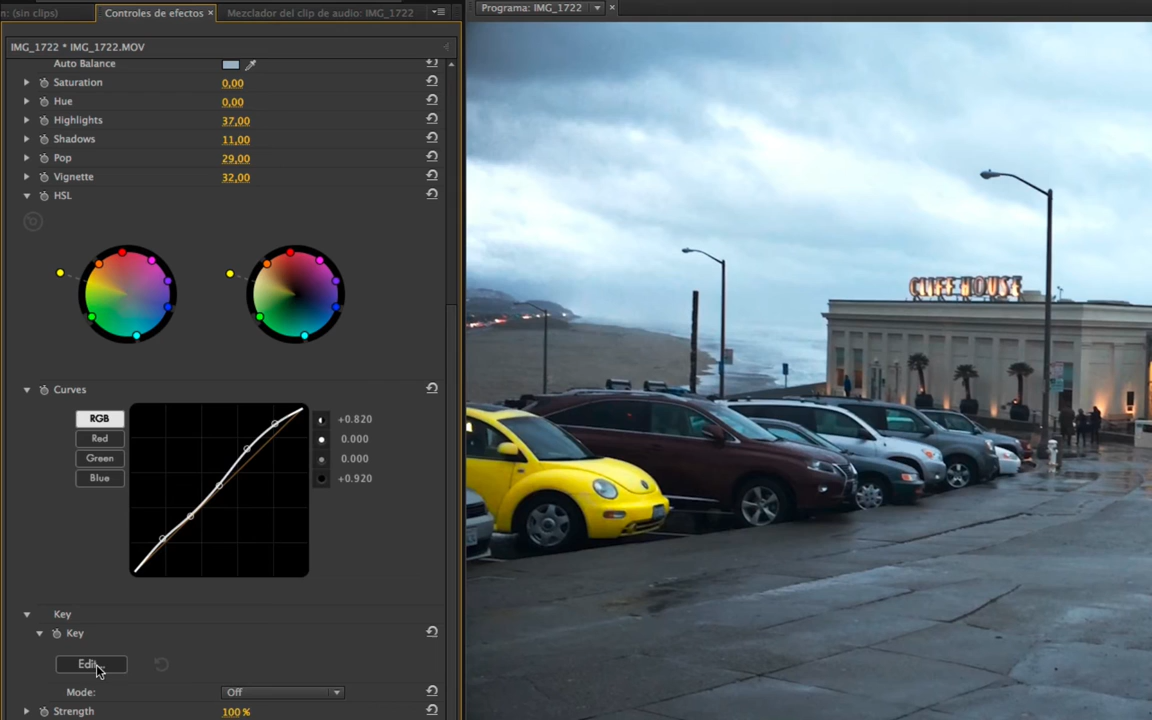 n: (sin clips)
Controles de efectos ×
Mezclador del clip de audio: IMG_1722
Programa: IMG_1722 ×
IMG_1722 * IMG_1722.MOV
Auto Balance
Saturation 0,00
Hue 0,00
Highlights 37,00
Shadows 11,00
Pop 29,00
Vignette 32,00
HSL
CLIFF HOUSE
Curves
RGB +0.820
Red 0.000
Green 0.000
Blue +0.920
Key
Key
Edit...
Mode: Off
Strength 100 %